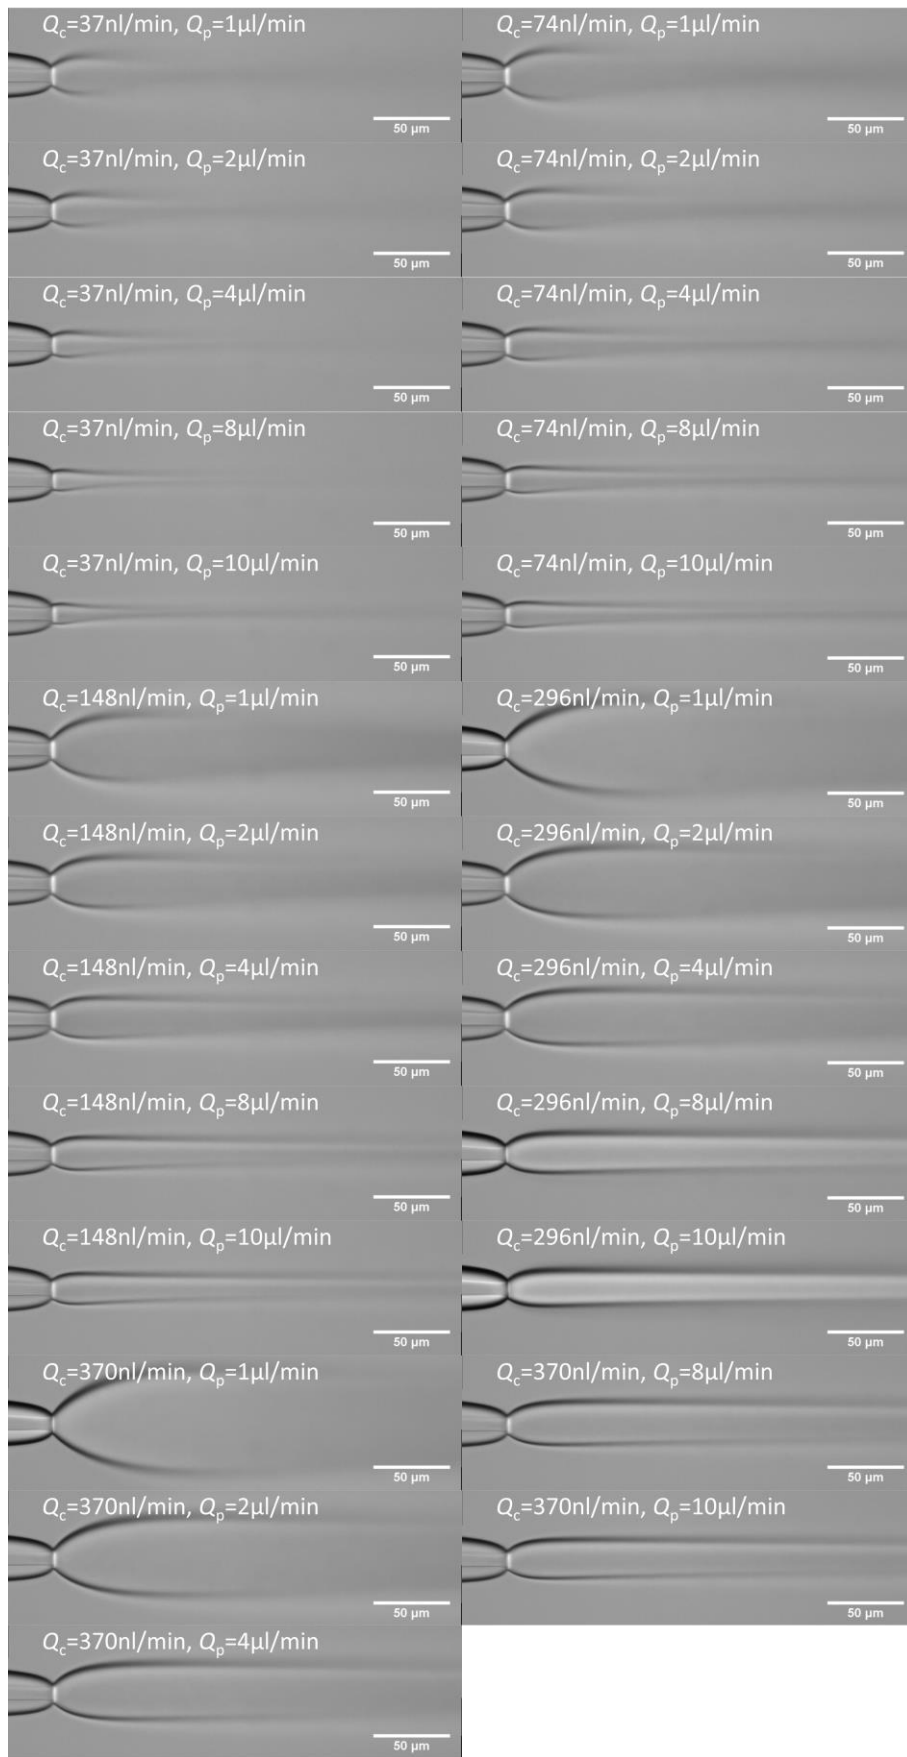 Qc=37nl/min, Qp=1µl/min
50 µm
Qc=74nl/min, Qp=1µl/min
50 µm
Qc=37nl/min, Qp=2µl/min
50 µm
Qc=74nl/min, Qp=2µl/min
50 µm
Qc=37nl/min, Qp=4µl/min
50 µm
Qc=74nl/min, Qp=4µl/min
50 µm
Qc=37nl/min, Qp=8µl/min
50 µm
Qc=74nl/min, Qp=8µl/min
50 µm
Qc=37nl/min, Qp=10µl/min
50 µm
Qc=74nl/min, Qp=10µl/min
50 µm
Qc=148nl/min, Qp=1µl/min
50 µm
Qc=296nl/min, Qp=1µl/min
50 µm
Qc=148nl/min, Qp=2µl/min
50 µm
Qc=296nl/min, Qp=2µl/min
50 µm
Qc=148nl/min, Qp=4µl/min
50 µm
Qc=296nl/min, Qp=4µl/min
50 µm
Qc=148nl/min, Qp=8µl/min
50 µm
Qc=296nl/min, Qp=8µl/min
50 µm
Qc=148nl/min, Qp=10µl/min
50 µm
Qc=296nl/min, Qp=10µl/min
50 µm
Qc=370nl/min, Qp=1µl/min
50 µm
Qc=370nl/min, Qp=8µl/min
50 µm
Qc=370nl/min, Qp=2µl/min
50 µm
Qc=370nl/min, Qp=10µl/min
50 µm
Qc=370nl/min, Qp=4µl/min
50 µm